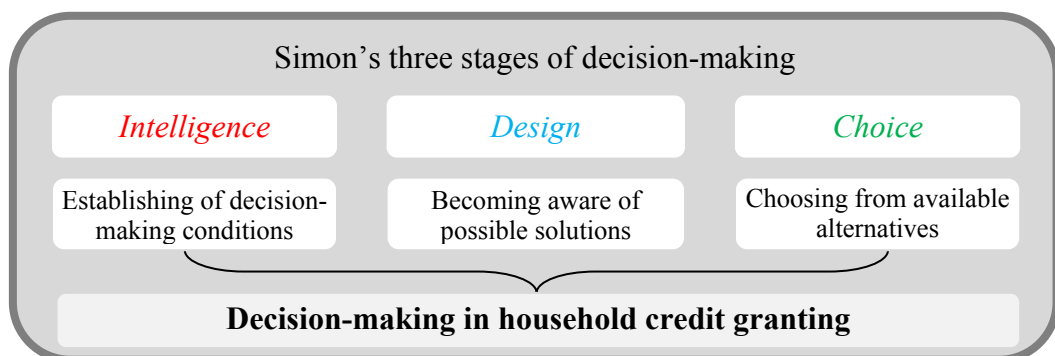 Simon’s three stages of decision-making
Intelligence
Design
Choice
Establishing of decision-
making conditions
Becoming aware of
possible solutions
Choosing from available
alternatives
Decision-making in household credit granting